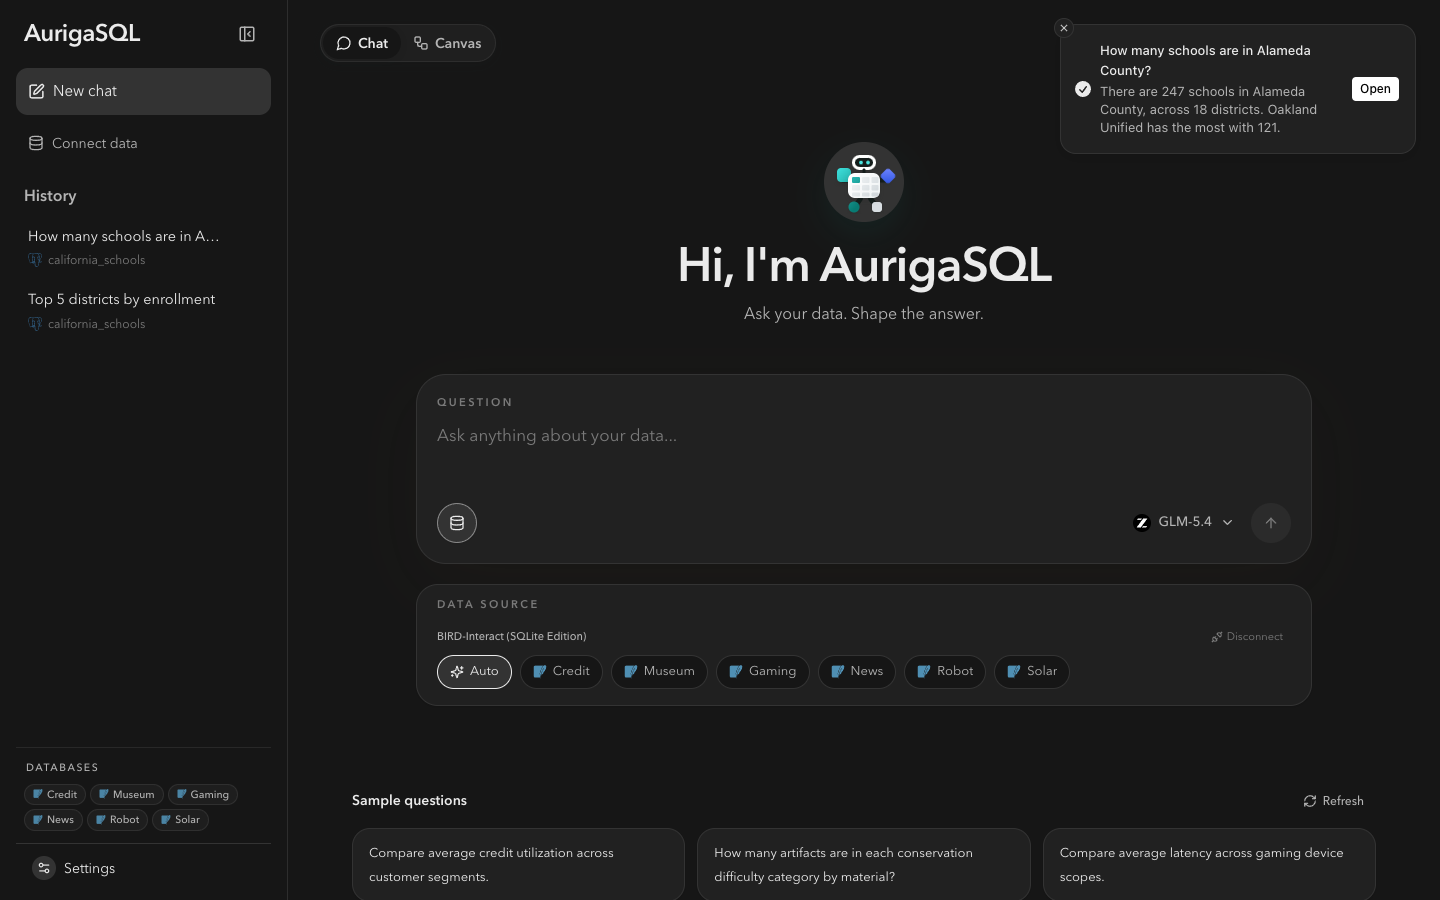 AurigaSQL
New chat
Connect data
History
How many schools are in A...
california_schools
Top 5 districts by enrollment
california_schools
DATABASES
Credit
Museum
Gaming
News
Robot
Solar
Settings
Chat
Canvas
How many schools are in Alameda
County?
There are 247 schools in Alameda
County, across 18 districts. Oakland
Unified has the most with 121.
Open
Hi, I'm AurigaSQL
Ask your data. Shape the answer.
QUESTION
Ask anything about your data...
GLM-5.4
DATA SOURCE
BIRD-Interact (SQLite Edition)
Disconnect
Auto
Credit
Museum
Gaming
News
Robot
Solar
Sample questions
Refresh
Compare average credit utilization across
customer segments.
How many artifacts are in each conservation
difficulty category by material?
Compare average latency across gaming device
scopes.